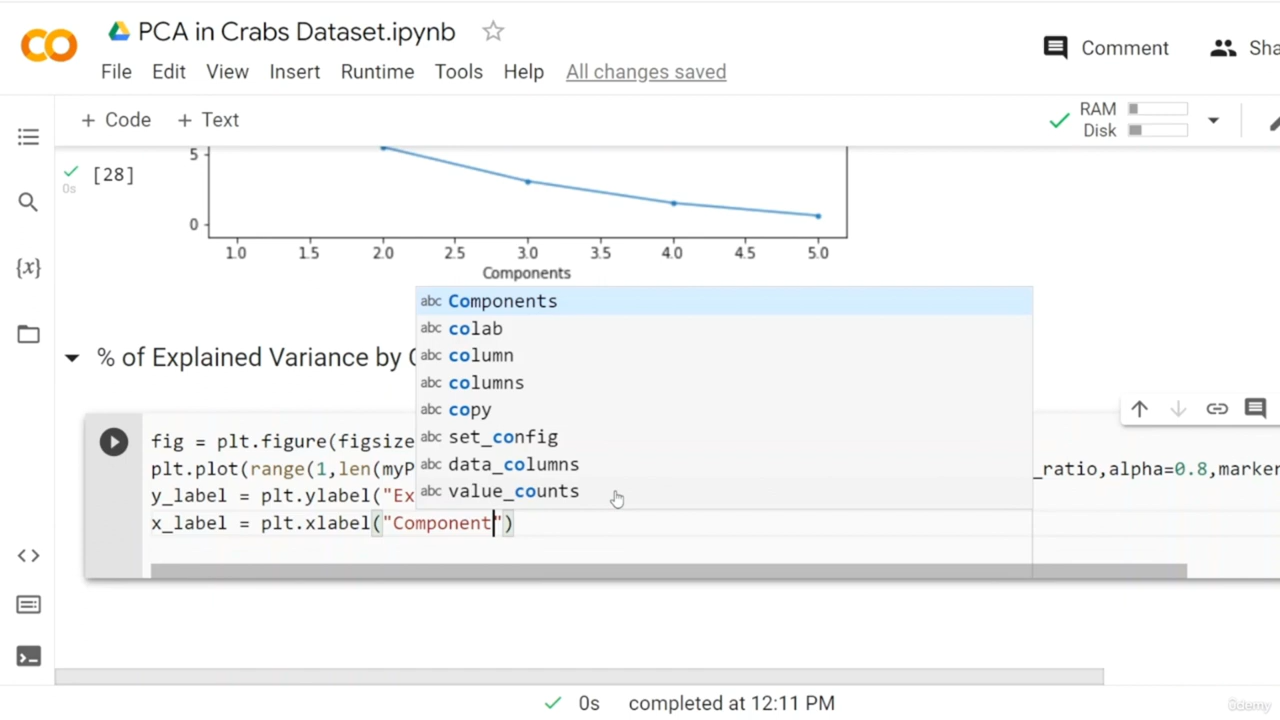 PCA in Crabs Dataset.ipynb
Comment
Sha
File Edit View Insert Runtime Tools Help All changes saved
+ Code + Text
RAM
Disk
[28]
0s
5
0
1.0 1.5 2.0 2.5 3.0 3.5 4.0 4.5 5.0
Components
abc Components
abc colab
abc column
abc columns
abc copy
abc set_config
abc data_columns
abc value_counts
% of Explained Variance by C
fig = plt.figure(figsize
plt.plot(range(1,len(myP _ratio,alpha=0.8,marker
y_label = plt.ylabel("Ex
x_label = plt.xlabel("Component")
{x}
0s completed at 12:11 PM
ûdemy